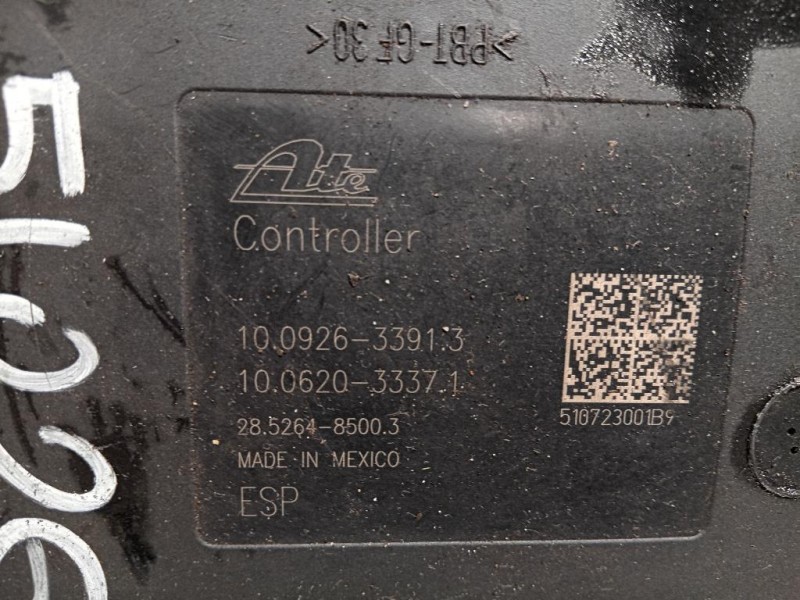 >PBT-GF30<
Ate
Controller
10.0926-3391.3
10.0620-3337.1
28.5264-8500.3
MADE IN MEXICO
ESP
510723001B9
5102